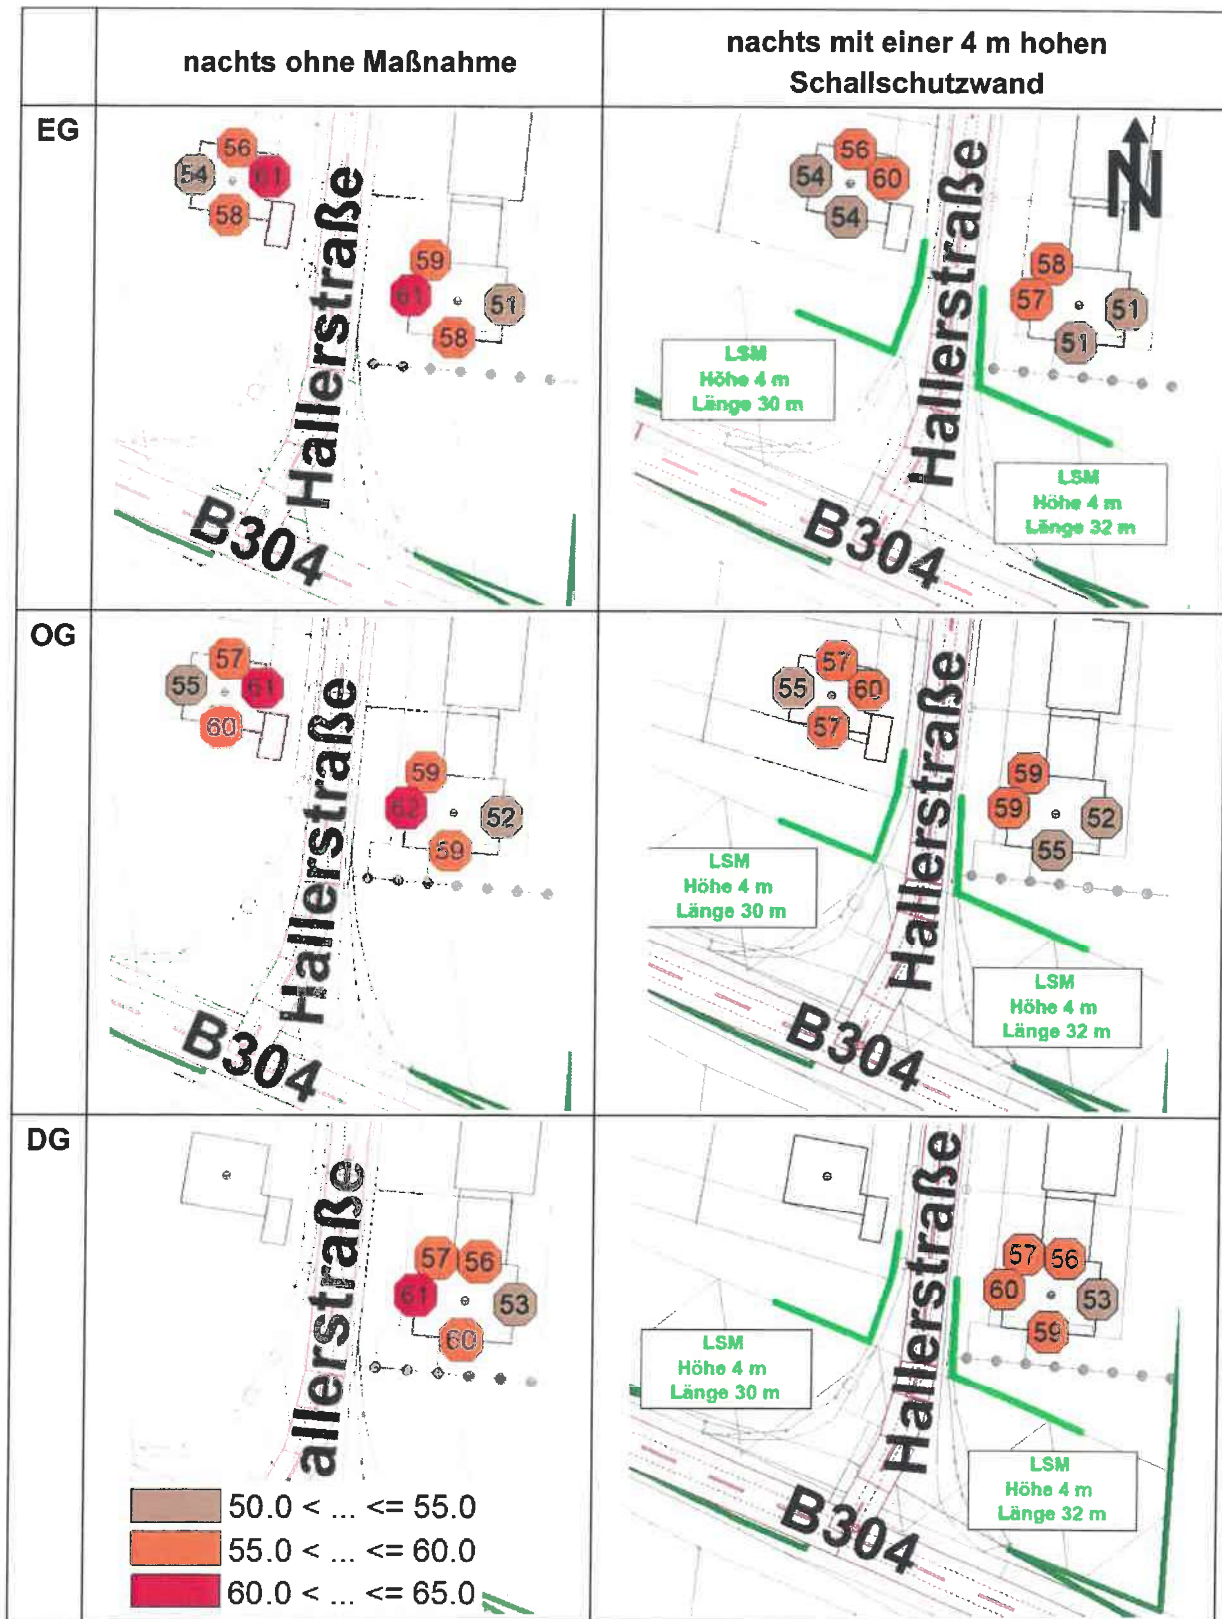 nachts ohne Maßnahme
nachts mit einer 4 m hohen
Schallschutzwand
EG
56
54
61
58
59
61
51
58
Hallerstraße
B304
56
54
60
54
N
58
57
51
51
Hallerstraße
LSM
Höhe 4 m
Länge 30 m
LSM
Höhe 4 m
Länge 32 m
B304
OG
57
55
61
60
59
62
52
59
Hallerstraße
B304
57
55
60
57
59
59
52
55
Hallerstraße
LSM
Höhe 4 m
Länge 30 m
LSM
Höhe 4 m
Länge 32 m
B304
DG
57
56
61
53
60
allerstraße
50.0 < ... <= 55.0
55.0 < ... <= 60.0
60.0 < ... <= 65.0
57
56
60
53
59
Hallerstraße
LSM
Höhe 4 m
Länge 30 m
LSM
Höhe 4 m
Länge 32 m
B304